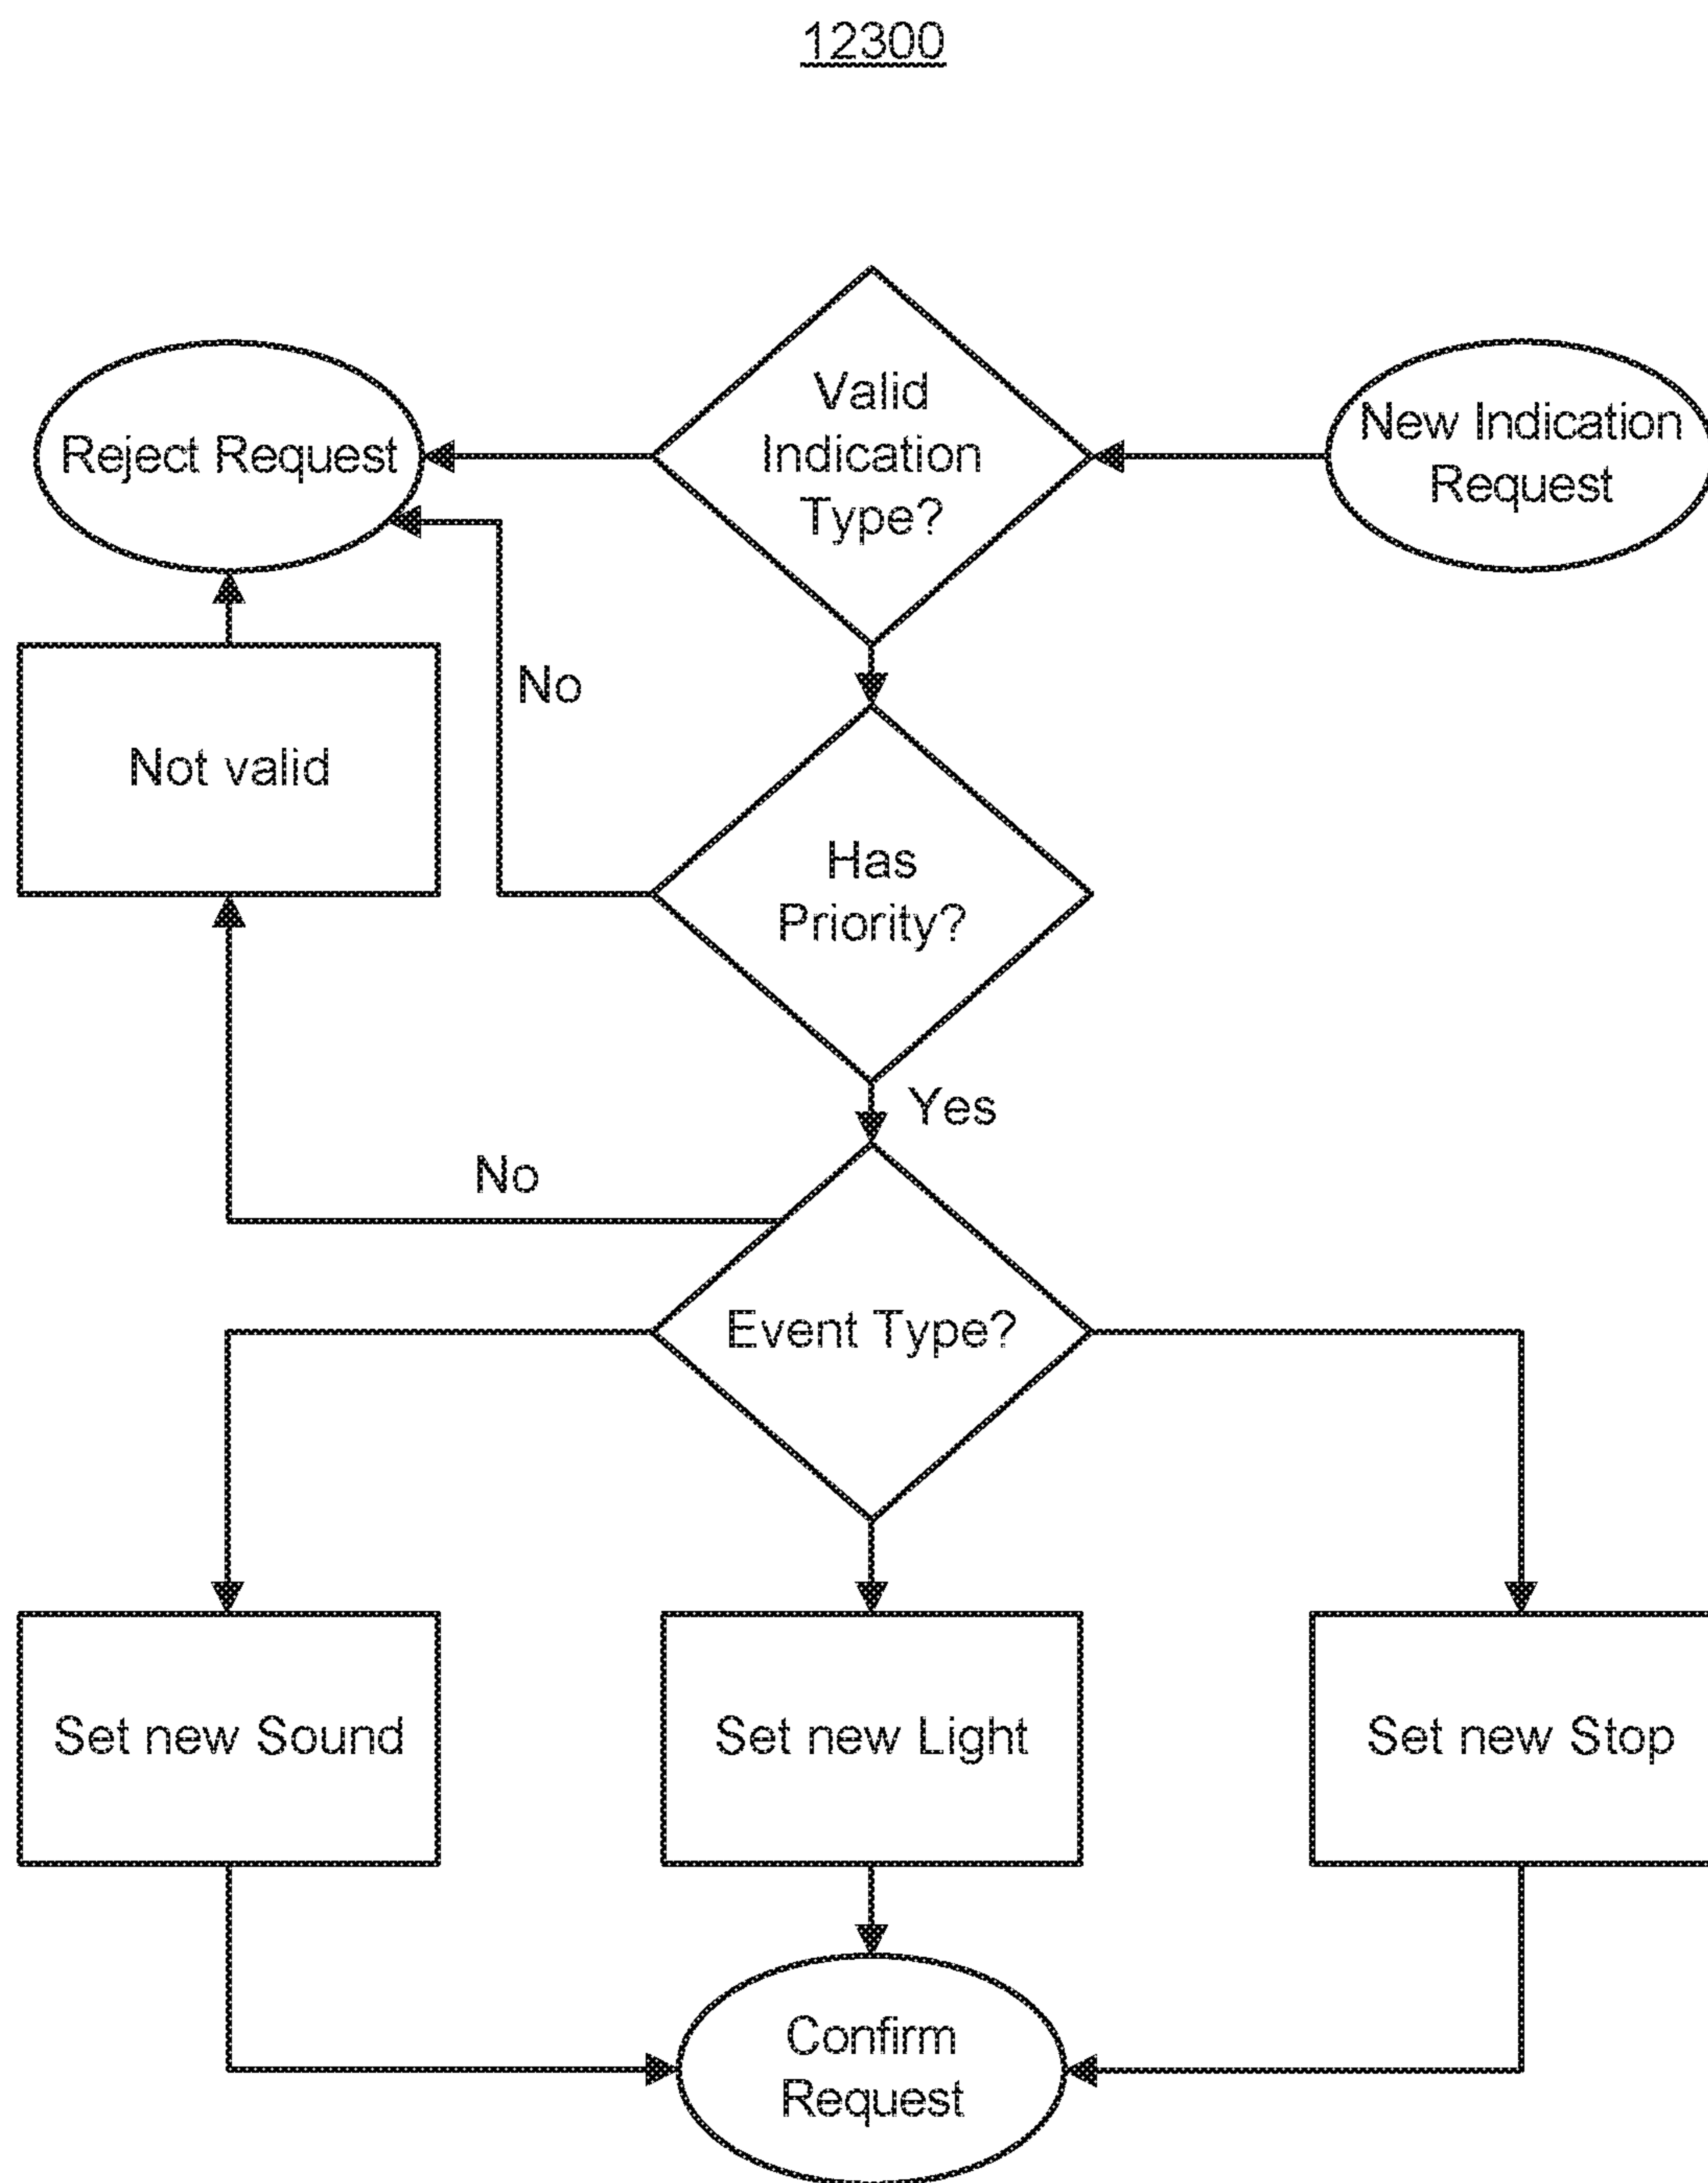 12300
Reject Request
Valid
Indication
Type?
New Indication
Request
No
Not valid
Has
Priority?
Yes
No
Event Type?
Set new Sound
Set new Light
Set new Stop
Confirm
Request